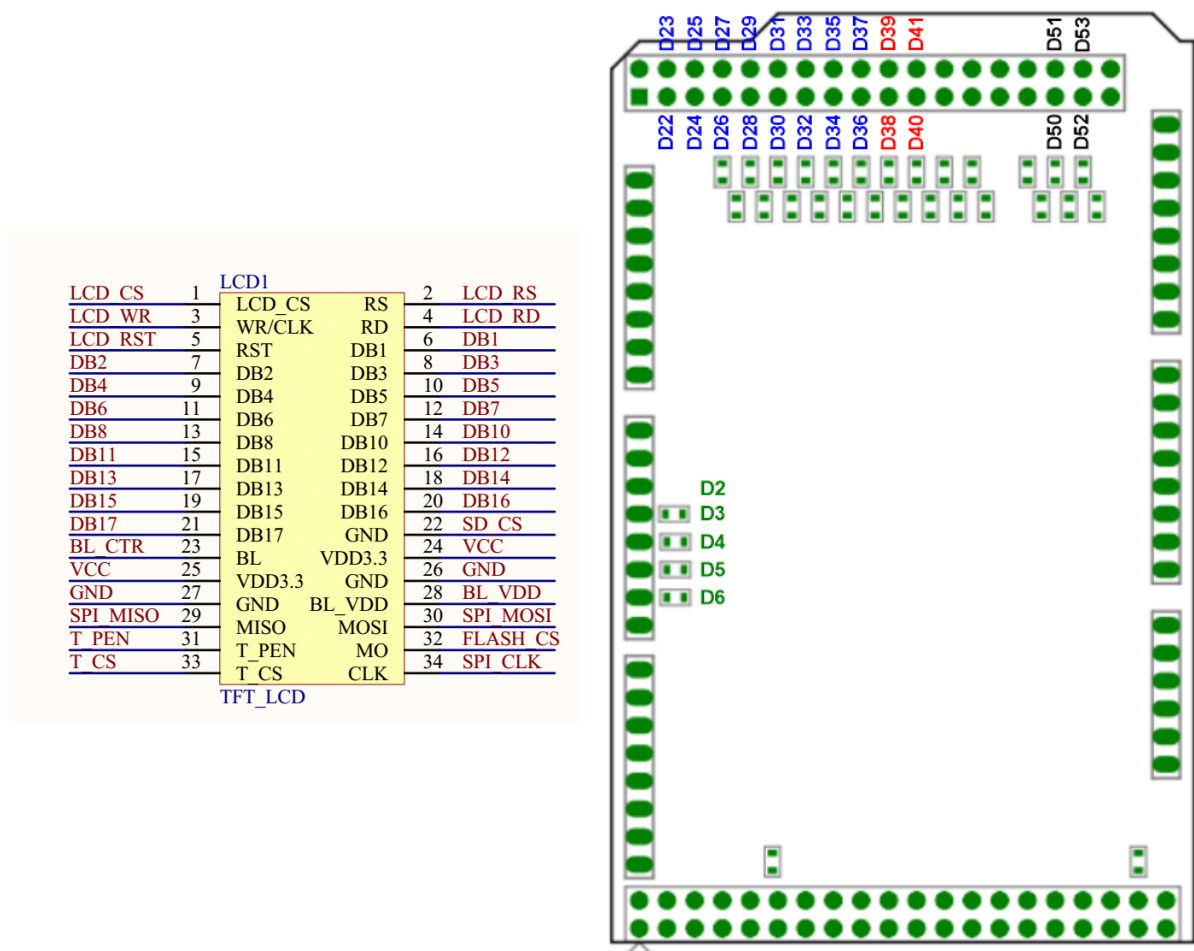 LCD1
LCD_CS 1 LCD_CS RS 2 LCD_RS
LCD_WR 3 WR/CLK RD 4 LCD_RD
LCD_RST 5 RST DB1 6 DB1
DB2 7 DB2 DB3 8 DB3
DB4 9 DB4 DB5 10 DB5
DB6 11 DB6 DB7 12 DB7
DB8 13 DB8 DB10 14 DB10
DB11 15 DB11 DB12 16 DB12
DB13 17 DB13 DB14 18 DB14
DB15 19 DB15 DB16 20 DB16
DB17 21 DB17 GND 22 SD_CS
BL_CTR 23 BL VDD3.3 24 VCC
VCC 25 VDD3.3 GND 26 GND
GND 27 GND BL_VDD 28 BL_VDD
SPI_MISO 29 MISO MOSI 30 SPI_MOSI
T_PEN 31 T_PEN MO 32 FLASH_CS
T_CS 33 T_CS CLK 34 SPI_CLK
TFT_LCD
D23 D25 D27 D29 D31 D33 D35 D37 D39 D41 D51 D53
D22 D24 D26 D28 D30 D32 D34 D36 D38 D40 D50 D52
D2
D3
D4
D5
D6